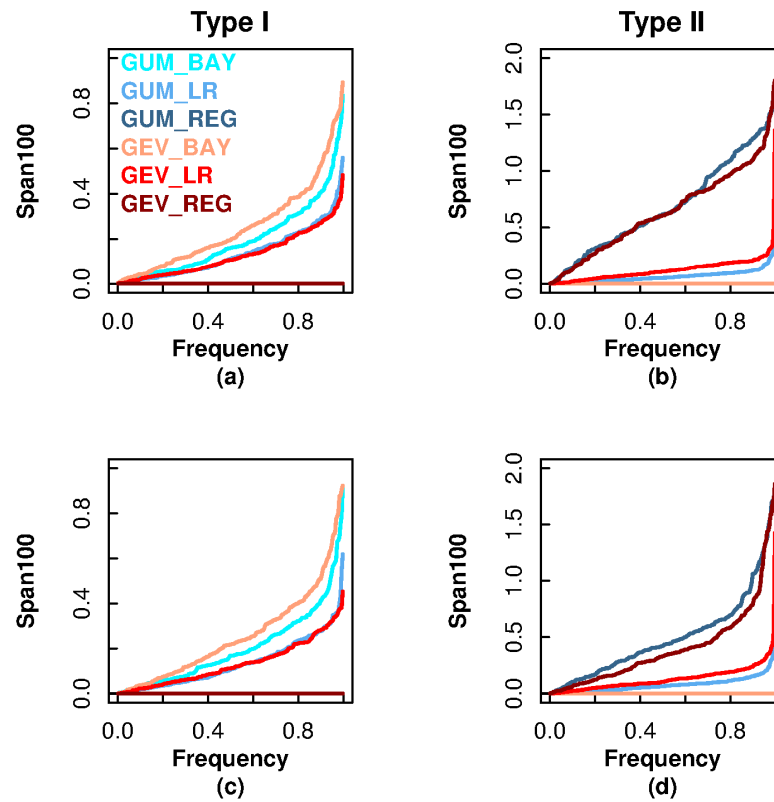 Type I
Type II
GUM_BAY
GUM_LR
GUM_REG
GEV_BAY
GEV_LR
GEV_REG
Span100
0.0 0.4 0.8
0.0 0.4 0.8
Frequency
(a)
Span100
0.0 0.5 1.0 1.5 2.0
0.0 0.4 0.8
Frequency
(b)
Span100
0.0 0.4 0.8
0.0 0.4 0.8
Frequency
(c)
Span100
0.0 0.5 1.0 1.5 2.0
0.0 0.4 0.8
Frequency
(d)